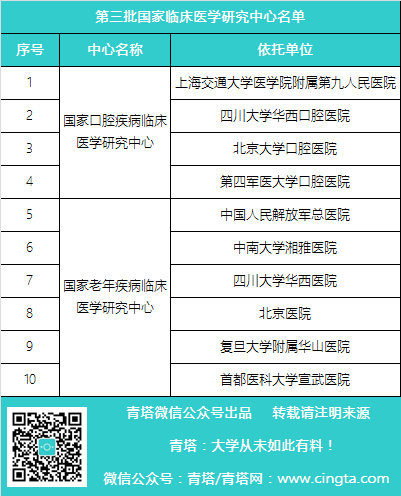 第三批国家临床医学研究中心名单
序号 中心名称 依托单位
1 上海交通大学医学院附属第九人民医院
2 四川大学华西口腔医院
国家口腔疾病临床
医学研究中心
3 北京大学口腔医院
4 第四军医大学口腔医院
5 中国人民解放军总医院
6 中南大学湘雅医院
7 四川大学华西医院
国家老年疾病临床
医学研究中心
8 北京医院
9 复旦大学附属华山医院
10 首都医科大学宣武医院
青塔微信公众号出品 转载请注明来源
青塔：大学从未如此有料！
微信公众号：青塔/青塔网：www.cingta.com